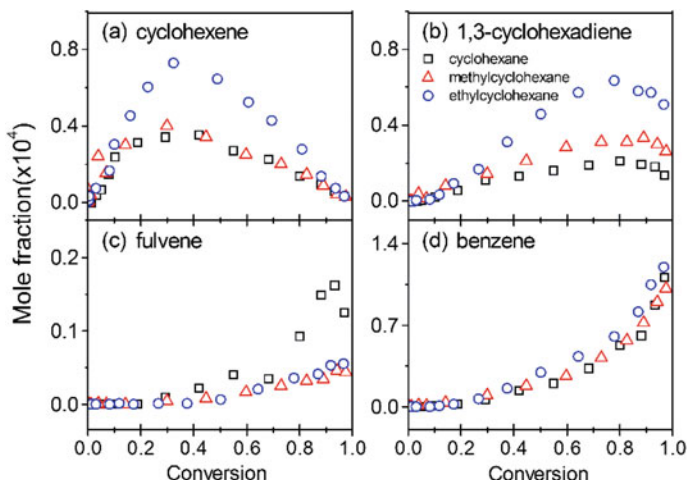 (a) cyclohexene
(b) 1,3-cyclohexadiene
cyclohexane
methylcyclohexane
ethylcyclohexane
0.8
0.4
0.0
0.8
0.4
0.0
Mole fraction(x10⁴)
(c) fulvene
(d) benzene
0.2
0.1
0.0
1.4
0.7
0.0
0.0 0.2 0.4 0.6 0.8 1.0
0.0 0.2 0.4 0.6 0.8 1.0
Conversion
Conversion